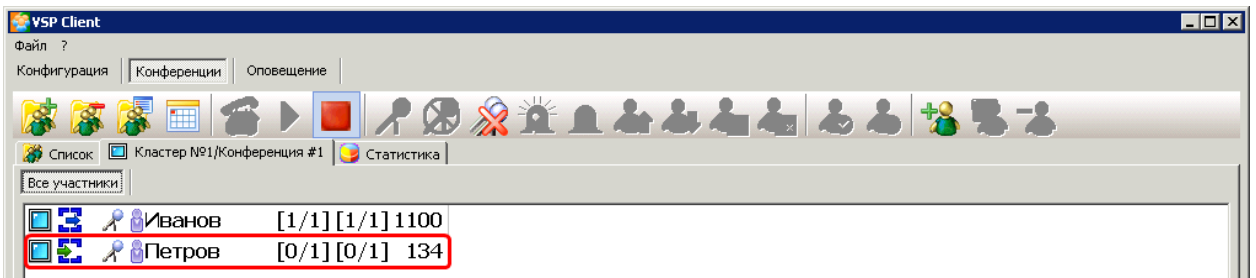 VSP Client
Файл ?
Конфигурация Конференции Оповещение
Список Кластер №1/Конференция #1 Статистика
Все участники
Иванов [1/1] [1/1] 1100
Петров [0/1] [0/1] 134